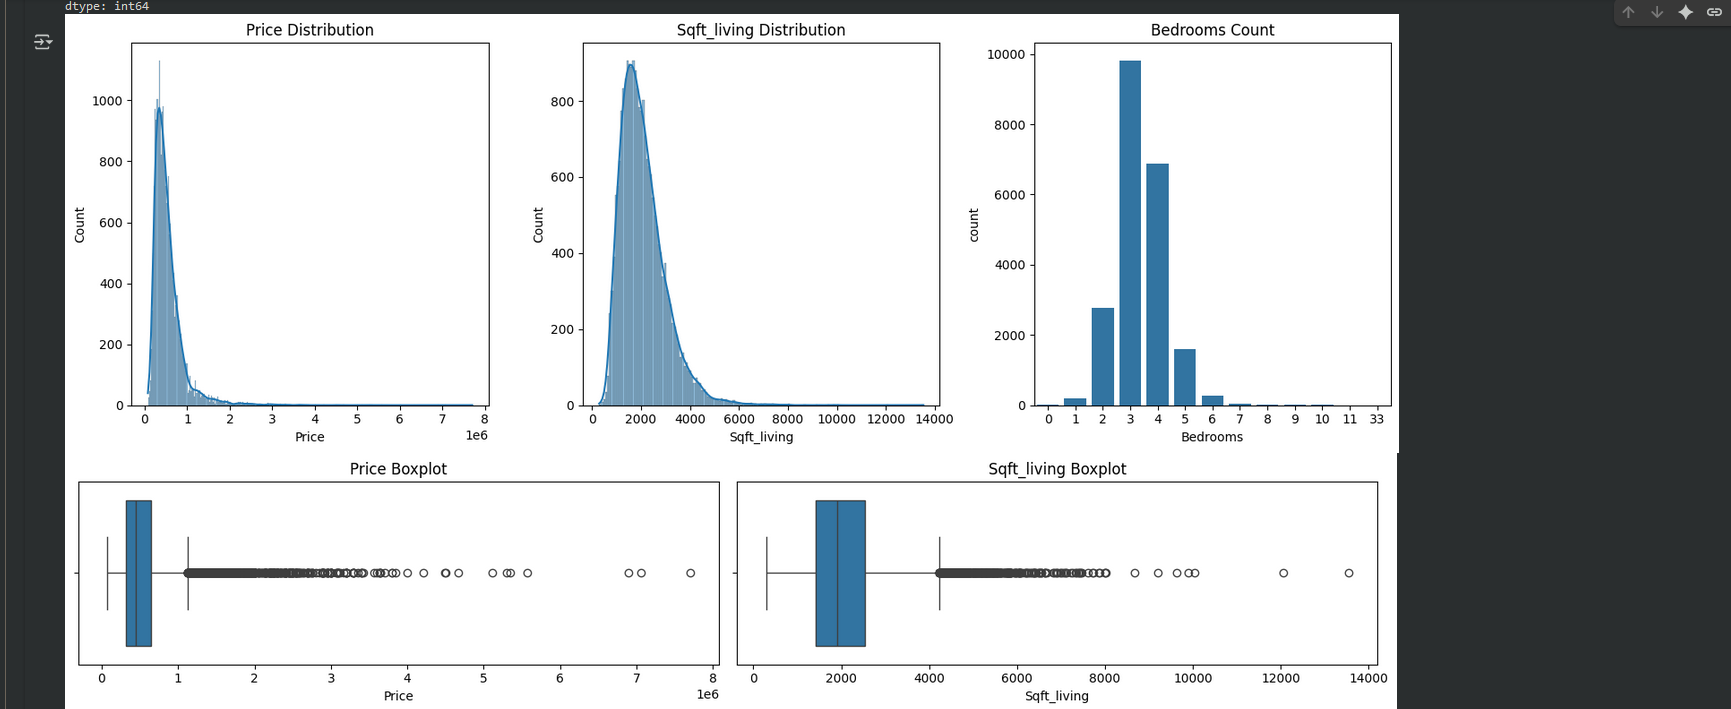 dtype: int64
Price Distribution
Count
0
200
400
600
800
1000
0 1 2 3 4 5 6 7 8
1e6
Price
Sqft_living Distribution
Count
0
200
400
600
800
0 2000 4000 6000 8000 10000 12000 14000
Sqft_living
Bedrooms Count
count
0
2000
4000
6000
8000
10000
0 1 2 3 4 5 6 7 8 9 10 11 33
Bedrooms
Price Boxplot
0 1 2 3 4 5 6 7 8
1e6
Price
Sqft_living Boxplot
0 2000 4000 6000 8000 10000 12000 14000
Sqft_living